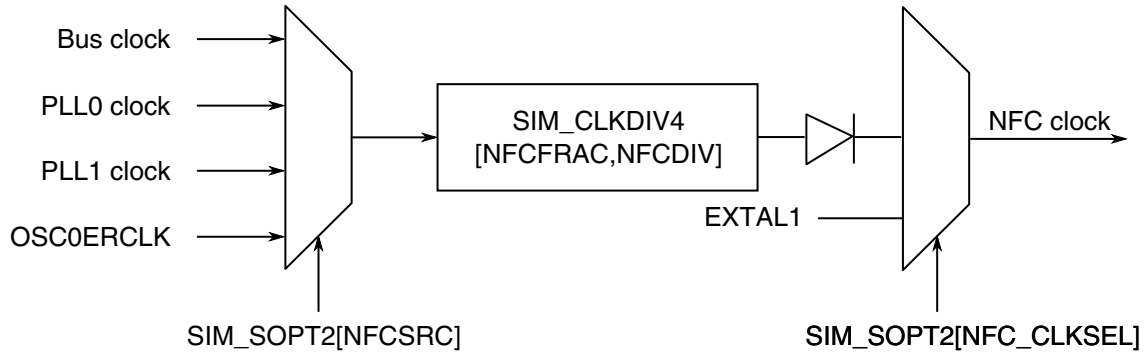 Bus clock
PLL0 clock
PLL1 clock
OSC0ERCLK
SIM_SOPT2[NFCSRC]
SIM_CLKDIV4
[NFCFRAC,NFCDIV]
EXTAL1
NFC clock
SIM_SOPT2[NFC_CLKSEL]